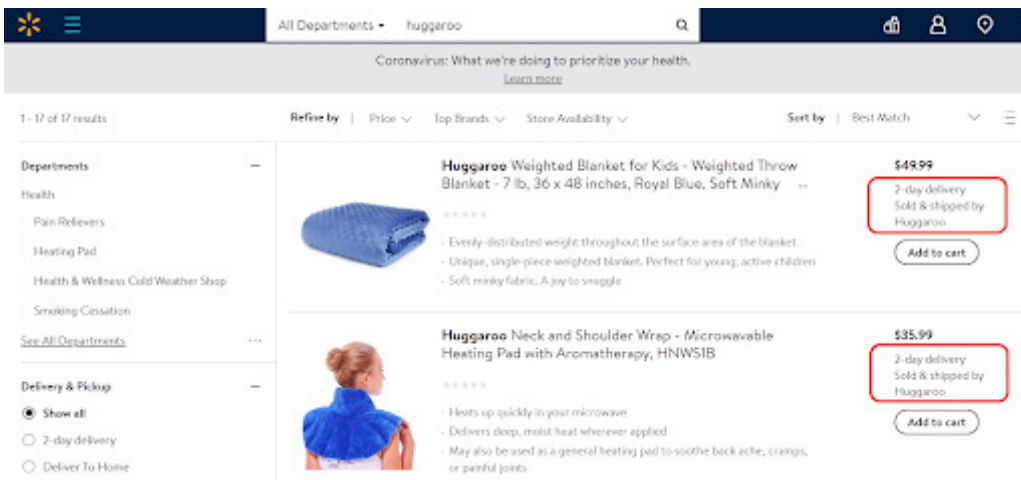 All Departments
huggaroo
Coronavirus: What we're doing to prioritize your health.
Learn more
1 - 17 of 17 results
Refine by | Price Top Brands Store Availability
Sort by | Best Match
Departments
Health
Pain Relievers
Heating Pad
Health & Wellness Cold Weather Shop
Smoking Cessation
See All Departments
Delivery & Pickup
Show all
2-day delivery
Deliver To Home
Huggaroo Weighted Blanket for Kids - Weighted Throw
Blanket - 7 lb, 36 x 48 inches, Royal Blue, Soft Minky ...
- Evenly-distributed weight throughout the surface area of the blanket
- Unique, single-piece weighted blanket. Perfect for young, active children
- Soft minky fabric. A joy to snuggle
$49.99
2-day delivery
Sold & shipped by
Huggaroo
Add to cart
Huggaroo Neck and Shoulder Wrap - Microwavable
Heating Pad with Aromatherapy, HNWS1B
- Heats up quickly in your microwave
- Delivers deep, moist heat wherever applied
- May also be used as a general heating pad to soothe back ache, cramps,
or painful joints
$35.99
2-day delivery
Sold & shipped by
Huggaroo
Add to cart